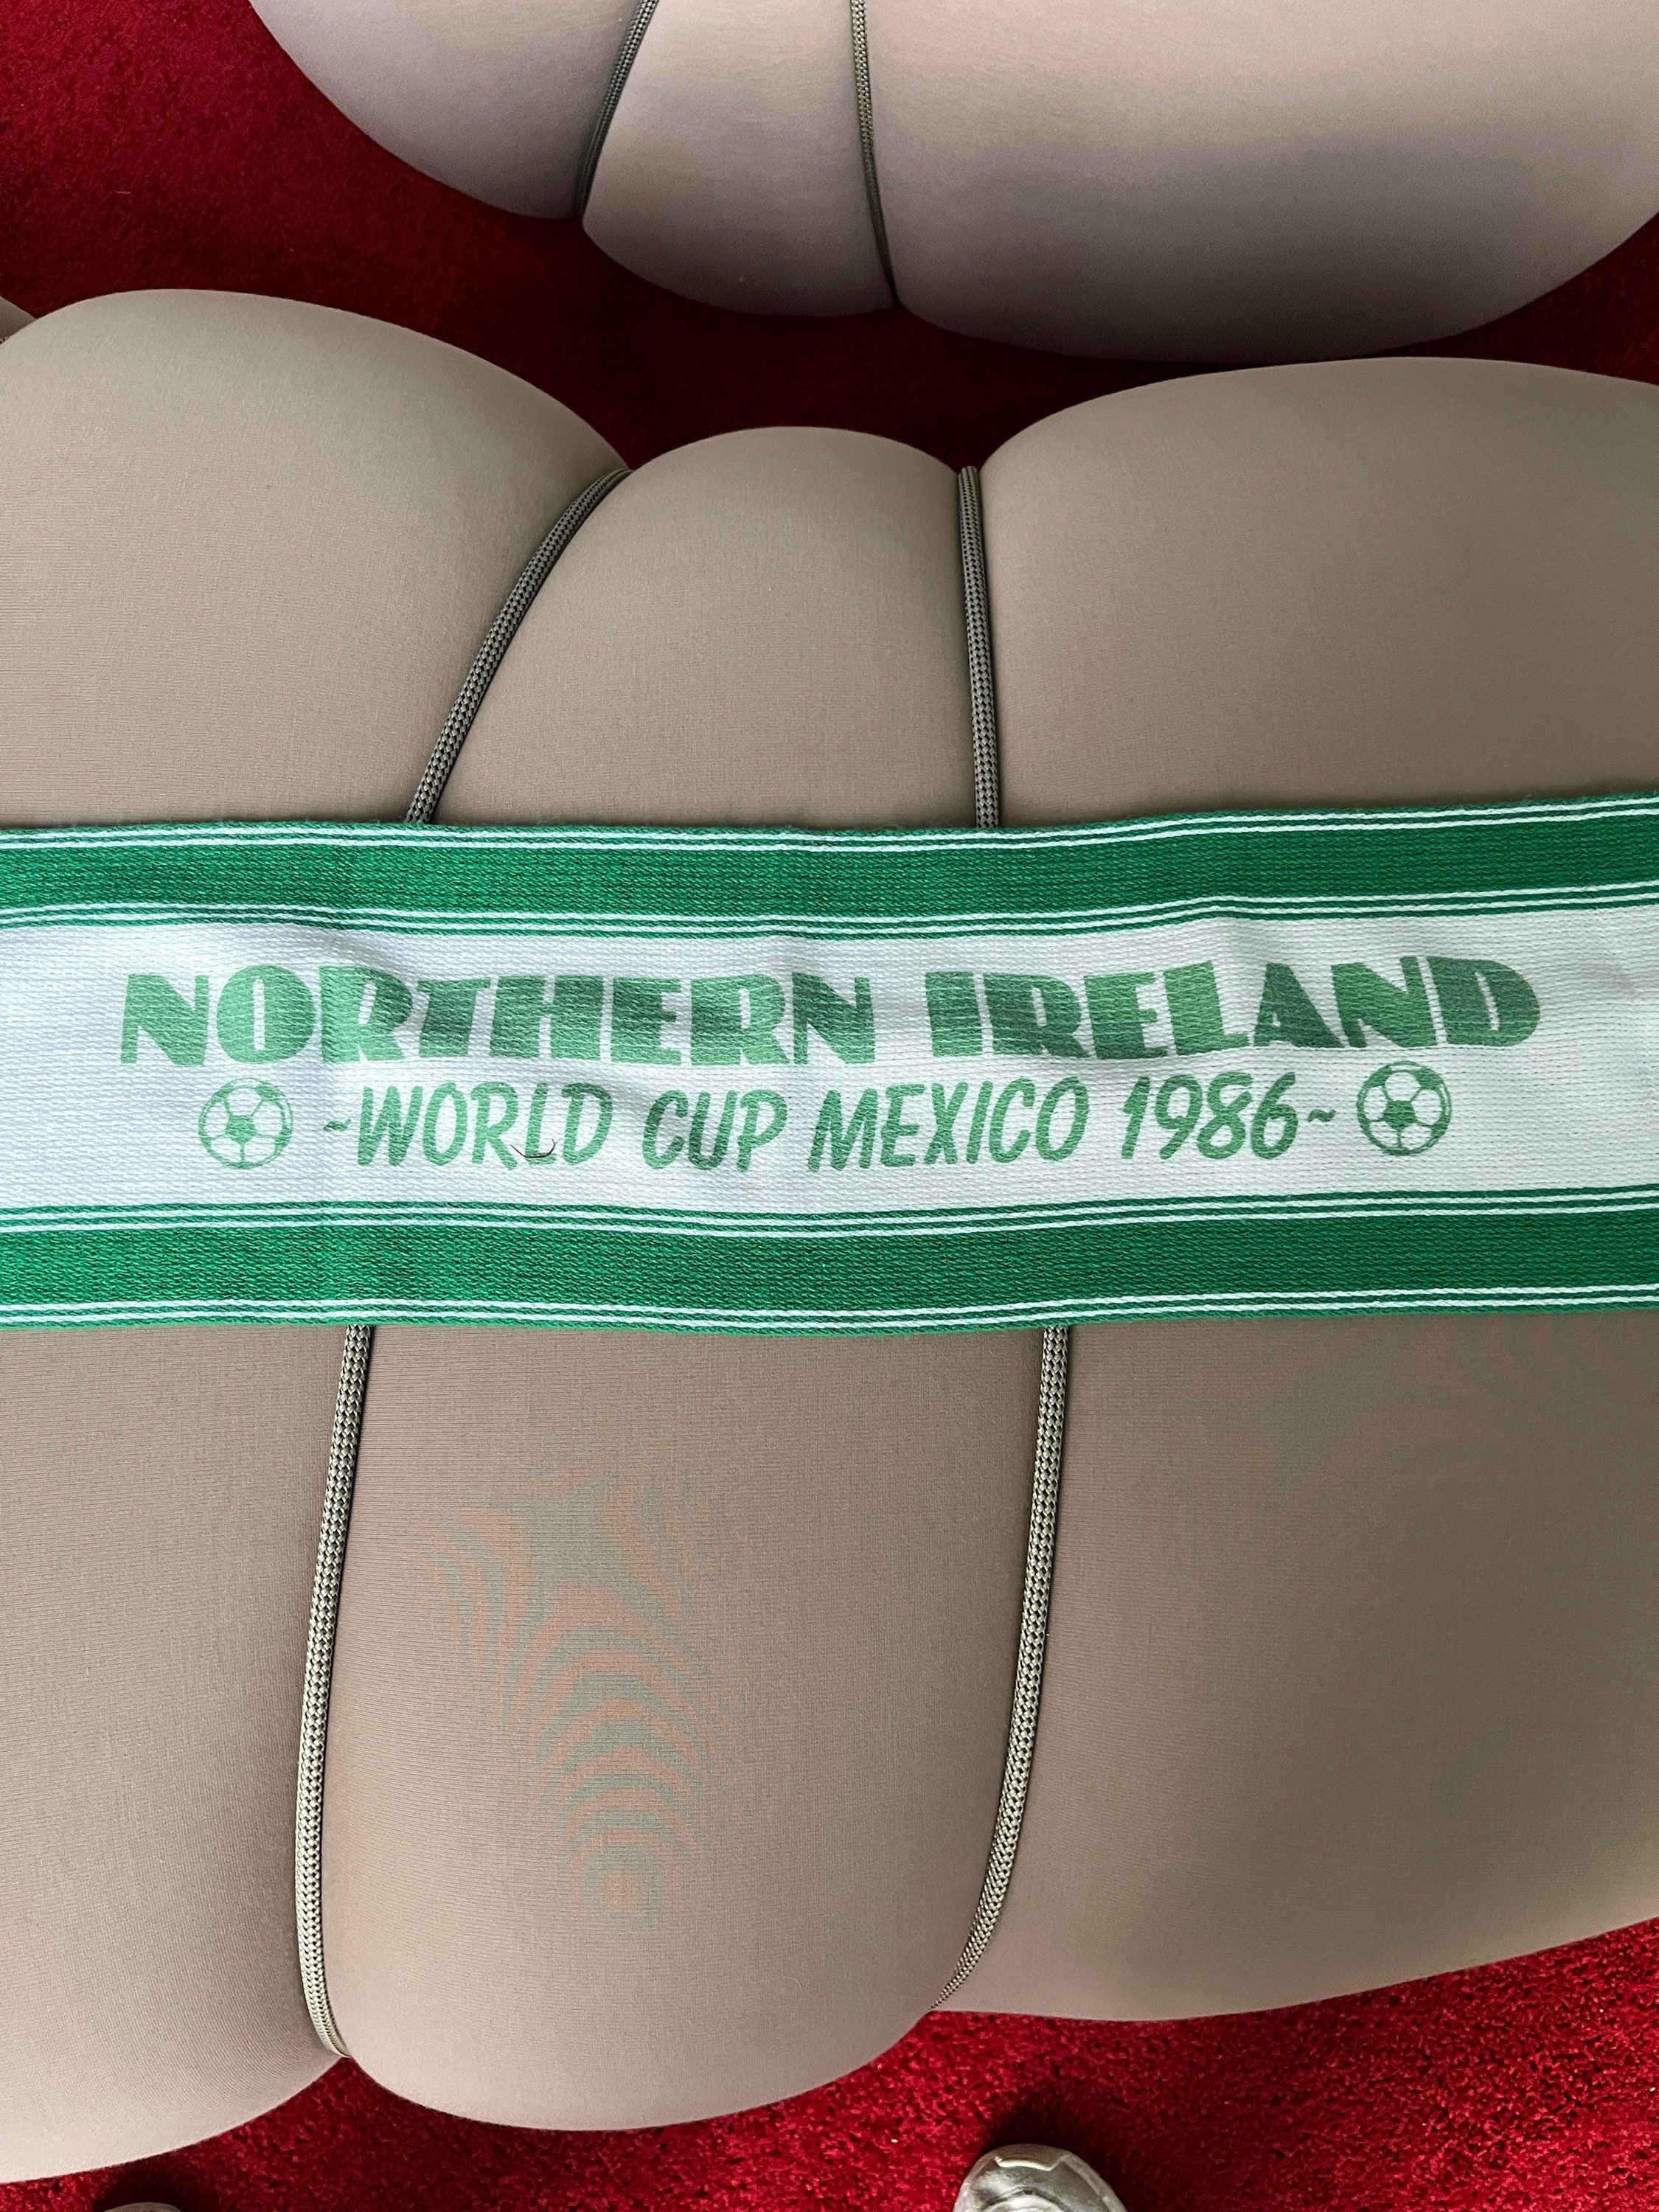 NORTHERN IRELAND
~WORLD CUP MEXICO 1986~